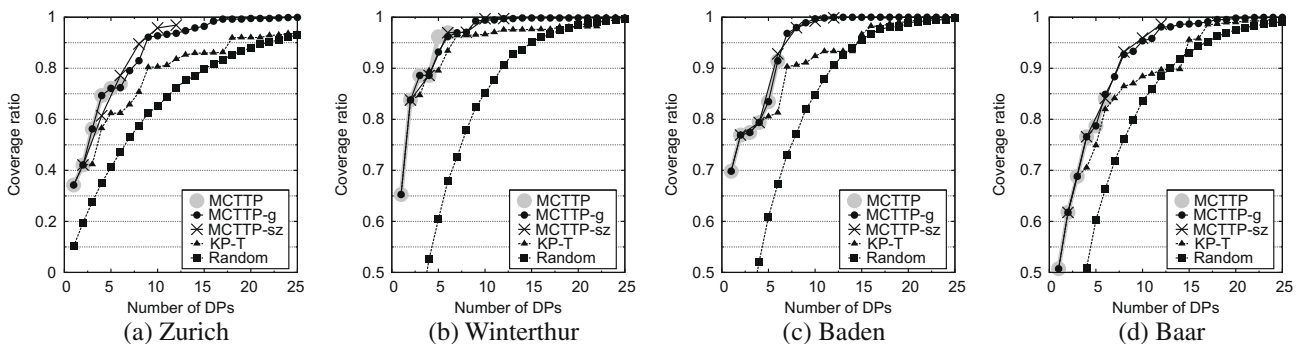 Coverage ratio
1
0.8
0.6
0.4
0.2
0
MCTTP
MCTTP-g
MCTTP-sz
KP-T
Random
0 5 10 15 20 25
Number of DPs
(a) Zurich
Coverage ratio
1
0.9
0.8
0.7
0.6
0.5
MCTTP
MCTTP-g
MCTTP-sz
KP-T
Random
0 5 10 15 20 25
Number of DPs
(b) Winterthur
Coverage ratio
1
0.9
0.8
0.7
0.6
0.5
MCTTP
MCTTP-g
MCTTP-sz
KP-T
Random
0 5 10 15 20 25
Number of DPs
(c) Baden
Coverage ratio
1
0.9
0.8
0.7
0.6
0.5
MCTTP
MCTTP-g
MCTTP-sz
KP-T
Random
0 5 10 15 20 25
Number of DPs
(d) Baar